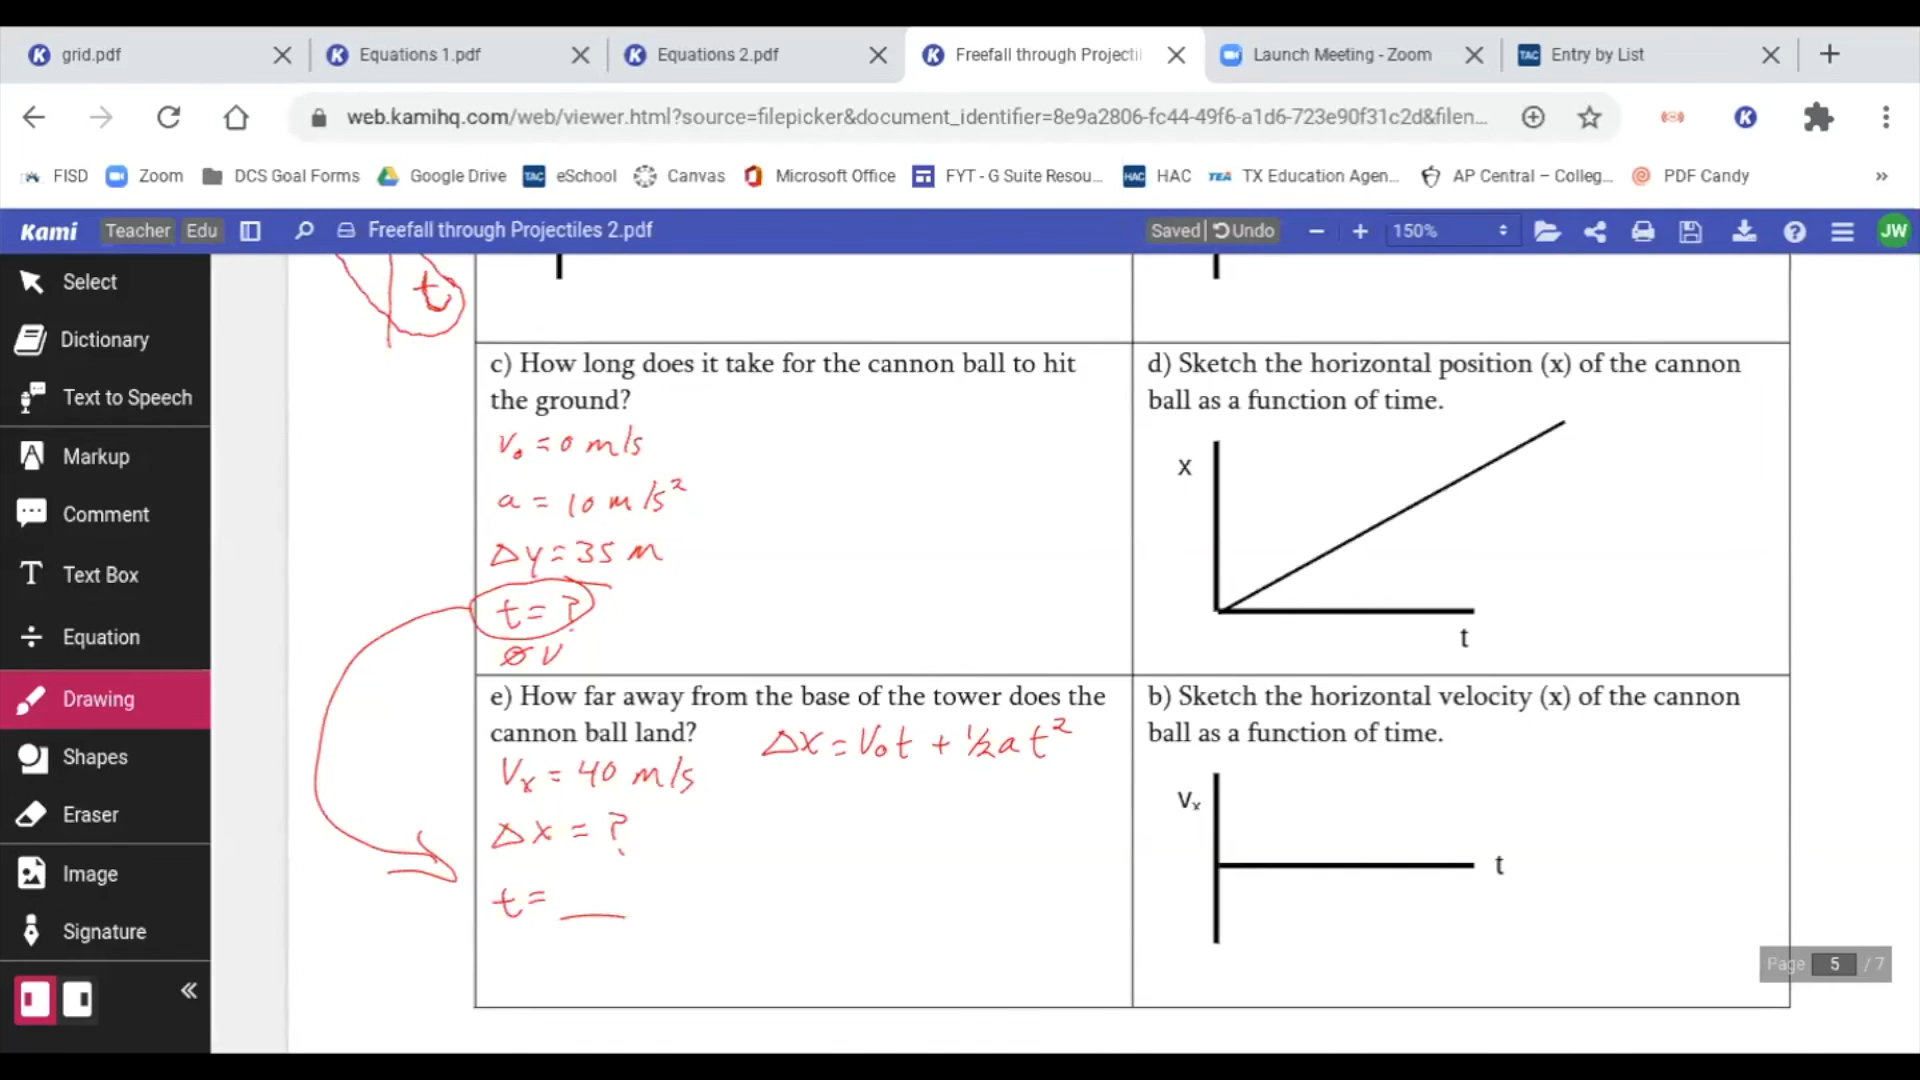 grid.pdf
Equations 1.pdf
Equations 2.pdf
Freefall through Projectil
Launch Meeting - Zoom
TAC Entry by List
web.kamihq.com/web/viewer.html?source=filepicker&document_identifier=8e9a2806-fc44-49f6-a1d6-723e90f31c2d&filen...
FISD
Zoom
DCS Goal Forms
Google Drive
TAC eSchool
Canvas
Microsoft Office
FYT - G Suite Resou...
HAC HAC
TEA TX Education Agen...
AP Central – Colleg...
PDF Candy
»
Kami Teacher Edu
Freefall through Projectiles 2.pdf
Saved | Undo
− + 150%
JW
Select
Dictionary
Text to Speech
Markup
Comment
Text Box
Equation
Drawing
Shapes
Eraser
Image
Signature
t
c) How long does it take for the cannon ball to hit
the ground?
v₀ = 0 m/s
a = 10 m/s²
Δy = 35 m
t = ?
d) Sketch the horizontal position (x) of the cannon
ball as a function of time.
x
t
e) How far away from the base of the tower does the
cannon ball land?
Δx = v₀t + ½at²
Vₓ = 40 m/s
Δx = ?
t = __
b) Sketch the horizontal velocity (x) of the cannon
ball as a function of time.
vₓ
t
Page 5 / 7